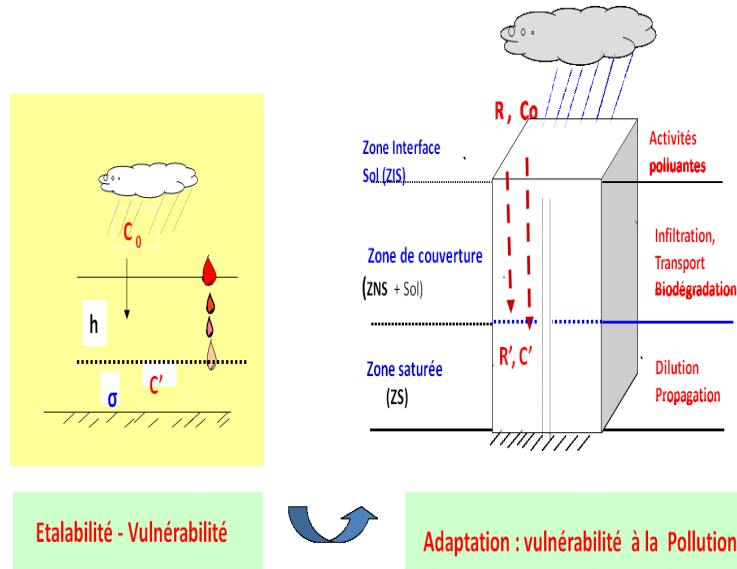 C0
h
C'
σ
Etalabilité - Vulnérabilité
R , Co
Zone Interface
Sol (ZIS)
Activités
polluantes
Zone de couverture
(ZNS + Sol)
Infiltration,
Transport
Biodégradation
R', C'
Zone saturée
(ZS)
Dilution
Propagation
Adaptation : vulnérabilité à la Pollution